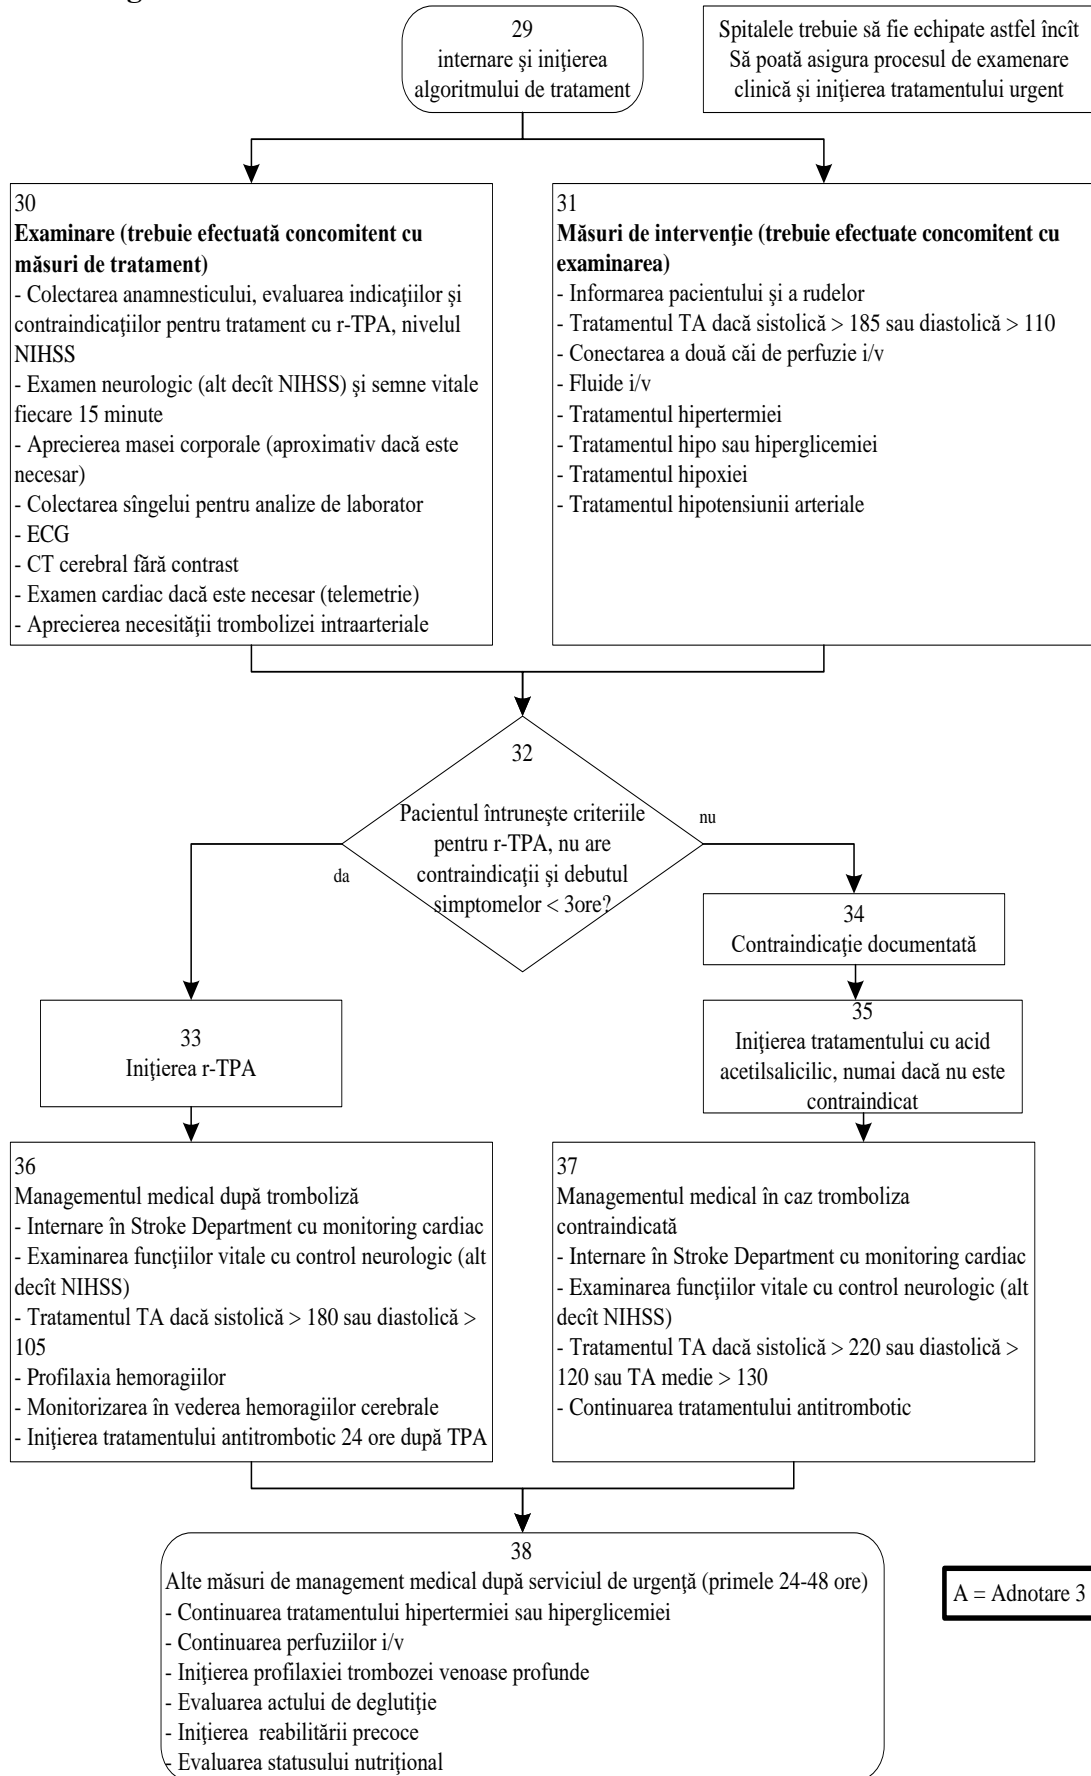 29
internare şi iniţierea
algoritmului de tratament
Spitalele trebuie să fie echipate astfel încît
Să poată asigura procesul de examenare
clinică şi iniţierea tratamentului urgent
30
Examinare (trebuie efectuată concomitent cu
măsuri de tratament)
- Colectarea anamnesticului, evaluarea indicaţiilor şi
contraindicaţiilor pentru tratament cu r-TPA, nivelul
NIHSS
- Examen neurologic (alt decît NIHSS) şi semne vitale
fiecare 15 minute
- Aprecierea masei corporale (aproximativ dacă este
necesar)
- Colectarea sîngelui pentru analize de laborator
- ECG
- CT cerebral fără contrast
- Examen cardiac dacă este necesar (telemetrie)
- Aprecierea necesităţii trombolizei intraarteriale
31
Măsuri de intervenţie (trebuie efectuate concomitent cu
examinarea)
- Informarea pacientului şi a rudelor
- Tratamentul TA dacă sistolică > 185 sau diastolică > 110
- Conectarea a două căi de perfuzie i/v
- Fluide i/v
- Tratamentul hipertermiei
- Tratamentul hipo sau hiperglicemiei
- Tratamentul hipoxiei
- Tratamentul hipotensiunii arteriale
32
Pacientul întruneşte criteriile
pentru r-TPA, nu are
contraindicaţii şi debutul
simptomelor < 3ore?
da
nu
34
Contraindicaţie documentată
33
Iniţierea r-TPA
35
Iniţierea tratamentului cu acid
acetilsalicilic, numai dacă nu este
contraindicat
36
Managementul medical după tromboliză
- Internare în Stroke Department cu monitoring cardiac
- Examinarea funcţiilor vitale cu control neurologic (alt
decît NIHSS)
- Tratamentul TA dacă sistolică > 180 sau diastolică >
105
- Profilaxia hemoragiilor
- Monitorizarea în vederea hemoragiilor cerebrale
- Iniţierea tratamentului antitrombotic 24 ore după TPA
37
Managementul medical în caz tromboliza
contraindicată
- Internare în Stroke Department cu monitoring cardiac
- Examinarea funcţiilor vitale cu control neurologic (alt
decît NIHSS)
- Tratamentul TA dacă sistolică > 220 sau diastolică >
120 sau TA medie > 130
- Continuarea tratamentului antitrombotic
38
Alte măsuri de management medical după serviciul de urgenţă (primele 24-48 ore)
- Continuarea tratamentului hipertermiei sau hiperglicemiei
- Continuarea perfuziilor i/v
- Iniţierea profilaxiei trombozei venoase profunde
- Evaluarea actului de deglutiţie
- Iniţierea reabilitării precoce
- Evaluarea statusului nutriţional
A = Adnotare 3